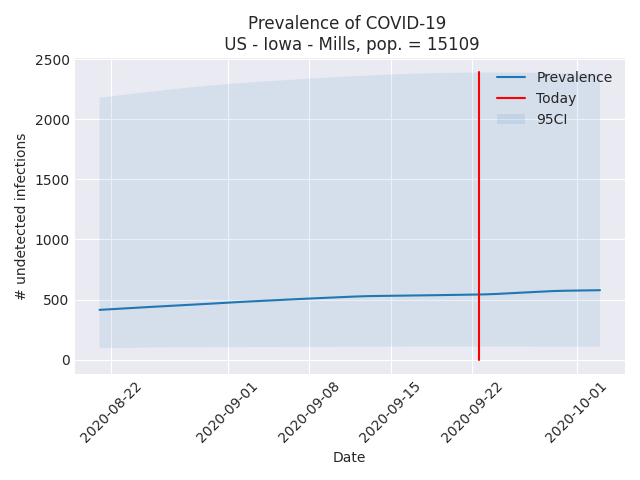 Prevalence of COVID-19
US - Iowa - Mills, pop. = 15109
2500
2000
1500
1000
500
0
# undetected infections
Prevalence
Today
95CI
2020-08-22
2020-09-01
2020-09-08
2020-09-15
2020-09-22
2020-10-01
Date